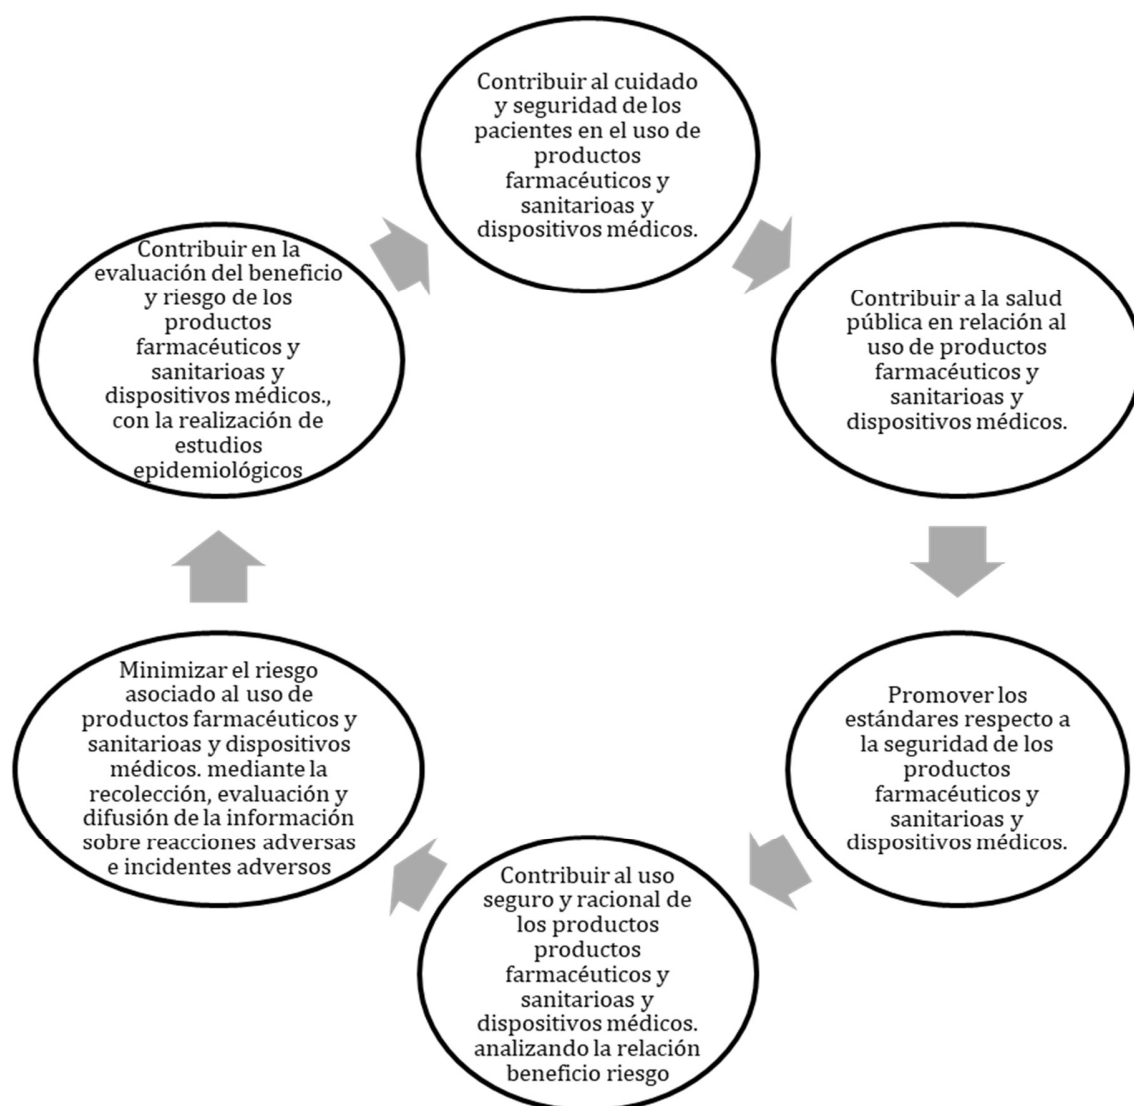 Contribuir al cuidado
y seguridad de los
pacientes en el uso de
productos
farmacéuticos y
sanitarioas y
dispositivos médicos.
Contribuir a la salud
pública en relación al
uso de productos
farmacéuticos y
sanitarioas y
dispositivos médicos.
Promover los
estándares respecto a
la seguridad de los
productos
farmacéuticos y
sanitarioas y
dispositivos médicos.
Contribuir al uso
seguro y racional de
los productos
productos
farmacéuticos y
sanitarioas y
dispositivos médicos.
analizando la relación
beneficio riesgo
Minimizar el riesgo
asociado al uso de
productos farmacéuticos y
sanitarioas y dispositivos
médicos. mediante la
recolección, evaluación y
difusión de la información
sobre reacciones adversas
e incidentes adversos
Contribuir en la
evaluación del beneficio
y riesgo de los
productos
farmacéuticos y
sanitarioas y
dispositivos médicos.,
con la realización de
estudios
epidemiológicos